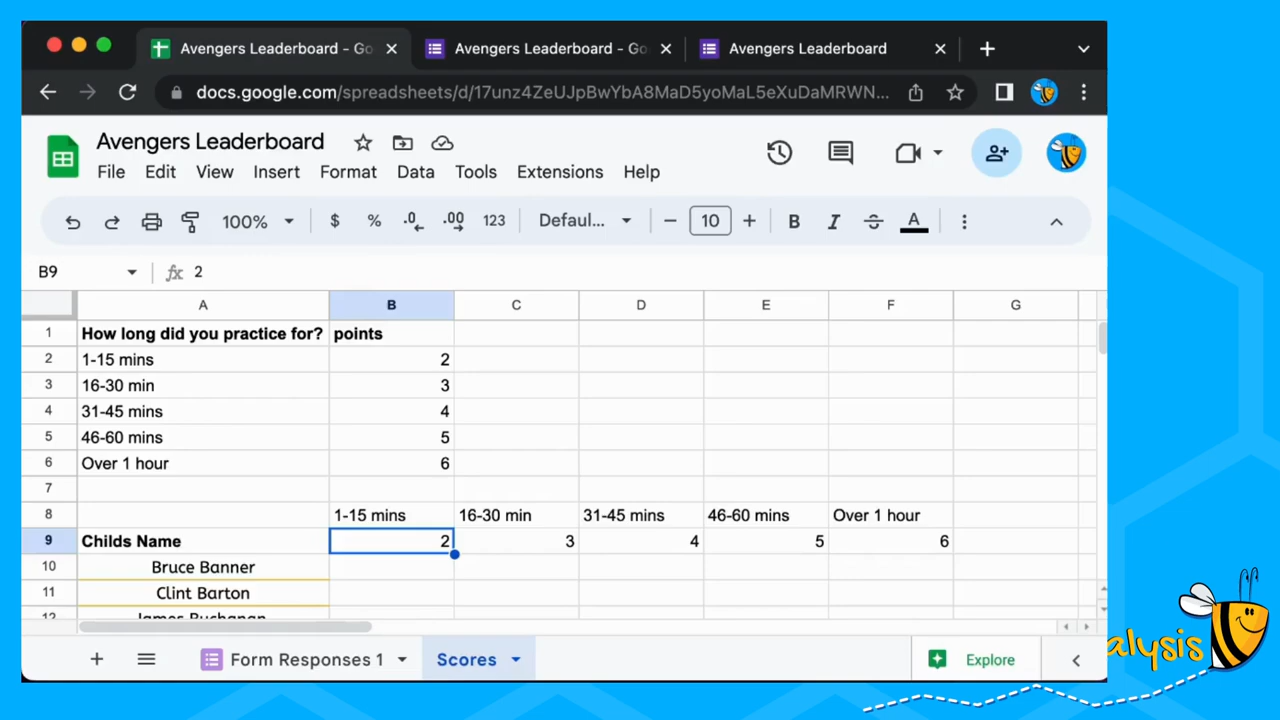 Avengers Leaderboard - Go
Avengers Leaderboard - Go
Avengers Leaderboard
docs.google.com/spreadsheets/d/17unz4ZeUJpBwYbA8MaD5yoMaL5eXuDaMRWN...
Avengers Leaderboard
File Edit View Insert Format Data Tools Extensions Help
100% $ % .0 .00 123 Defaul... − 10 + B I S A
B9 fx 2
A B C D E F G
1 How long did you practice for? points
2 1-15 mins 2
3 16-30 min 3
4 31-45 mins 4
5 46-60 mins 5
6 Over 1 hour 6
7
8 1-15 mins 16-30 min 31-45 mins 46-60 mins Over 1 hour
9 Childs Name 2 3 4 5 6
10 Bruce Banner
11 Clint Barton
12 James Buchanan
Form Responses 1 Scores Explore
alysis